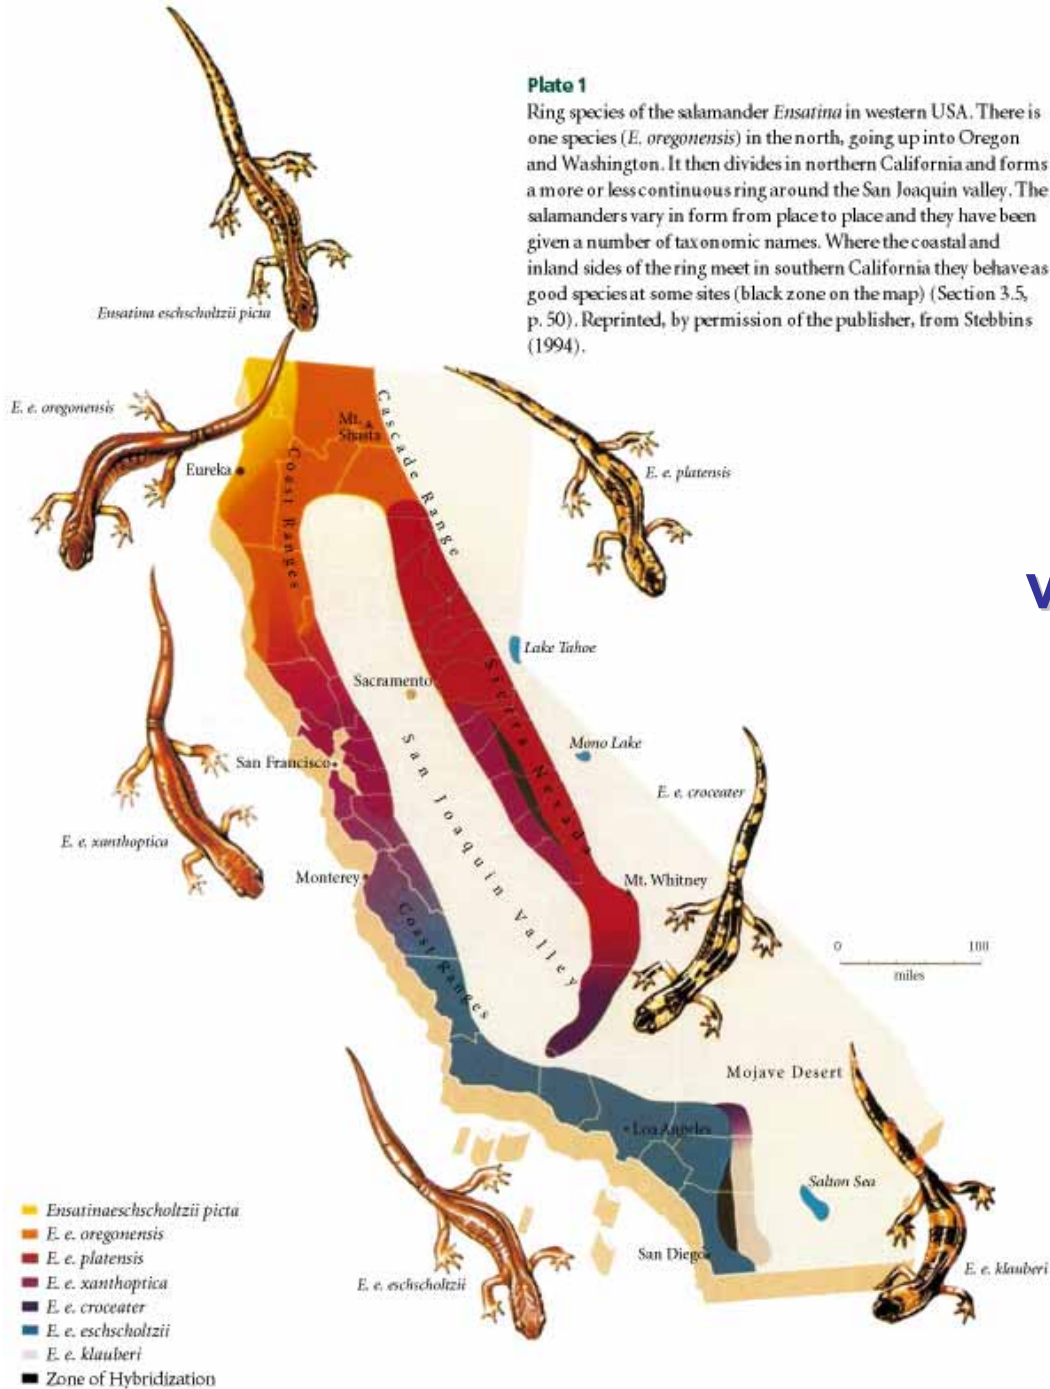 Plate 1
Ring species of the salamander Ensatina in western USA. There is
one species (E. oregonensis) in the north, going up into Oregon
and Washington. It then divides in northern California and forms
a more or less continuous ring around the San Joaquin valley. The
salamanders vary in form from place to place and they have been
given a number of taxonomic names. Where the coastal and
inland sides of the ring meet in southern California they behave as
good species at some sites (black zone on the map) (Section 3.5,
p. 50). Reprinted, by permission of the publisher, from Stebbins
(1994).
Ensatina eschscholtzii picta
E. e. oregonensis
Mt.
Shasta
Cascade Range
E. e. platensis
Eureka
Coast Ranges
V
Lake Tahoe
Sacramento
Sierra Nevada
San Joaquin Valley
Mono Lake
San Francisco
E. e. croceater
E. e. xanthoptica
Monterey
Mt. Whitney
Coast Ranges
0 100
miles
Mojave Desert
Los Angeles
Salton Sea
San Diego
E. e. klauberi
E. e. eschscholtzii
Ensatinaeschscholtzii picta
E. e. oregonensis
E. e. platensis
E. e. xanthoptica
E. e. croceater
E. e. eschscholtzii
E. e. klauberi
Zone of Hybridization